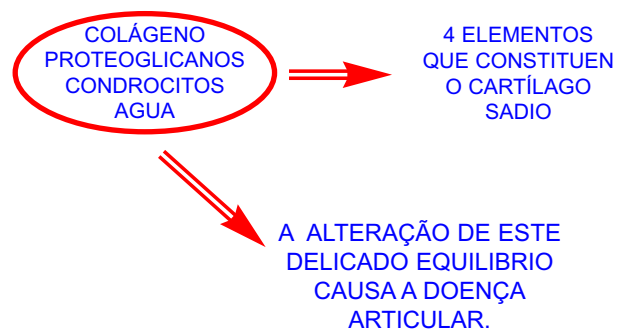 COLÁGENO
PROTEOGLICANOS
CONDROCITOS
AGUA
4 ELEMENTOS
QUE CONSTITUEN
O CARTÍLAGO
SADIO
A ALTERAÇÃO DE ESTE
DELICADO EQUILIBRIO
CAUSA A DOENÇA
ARTICULAR.